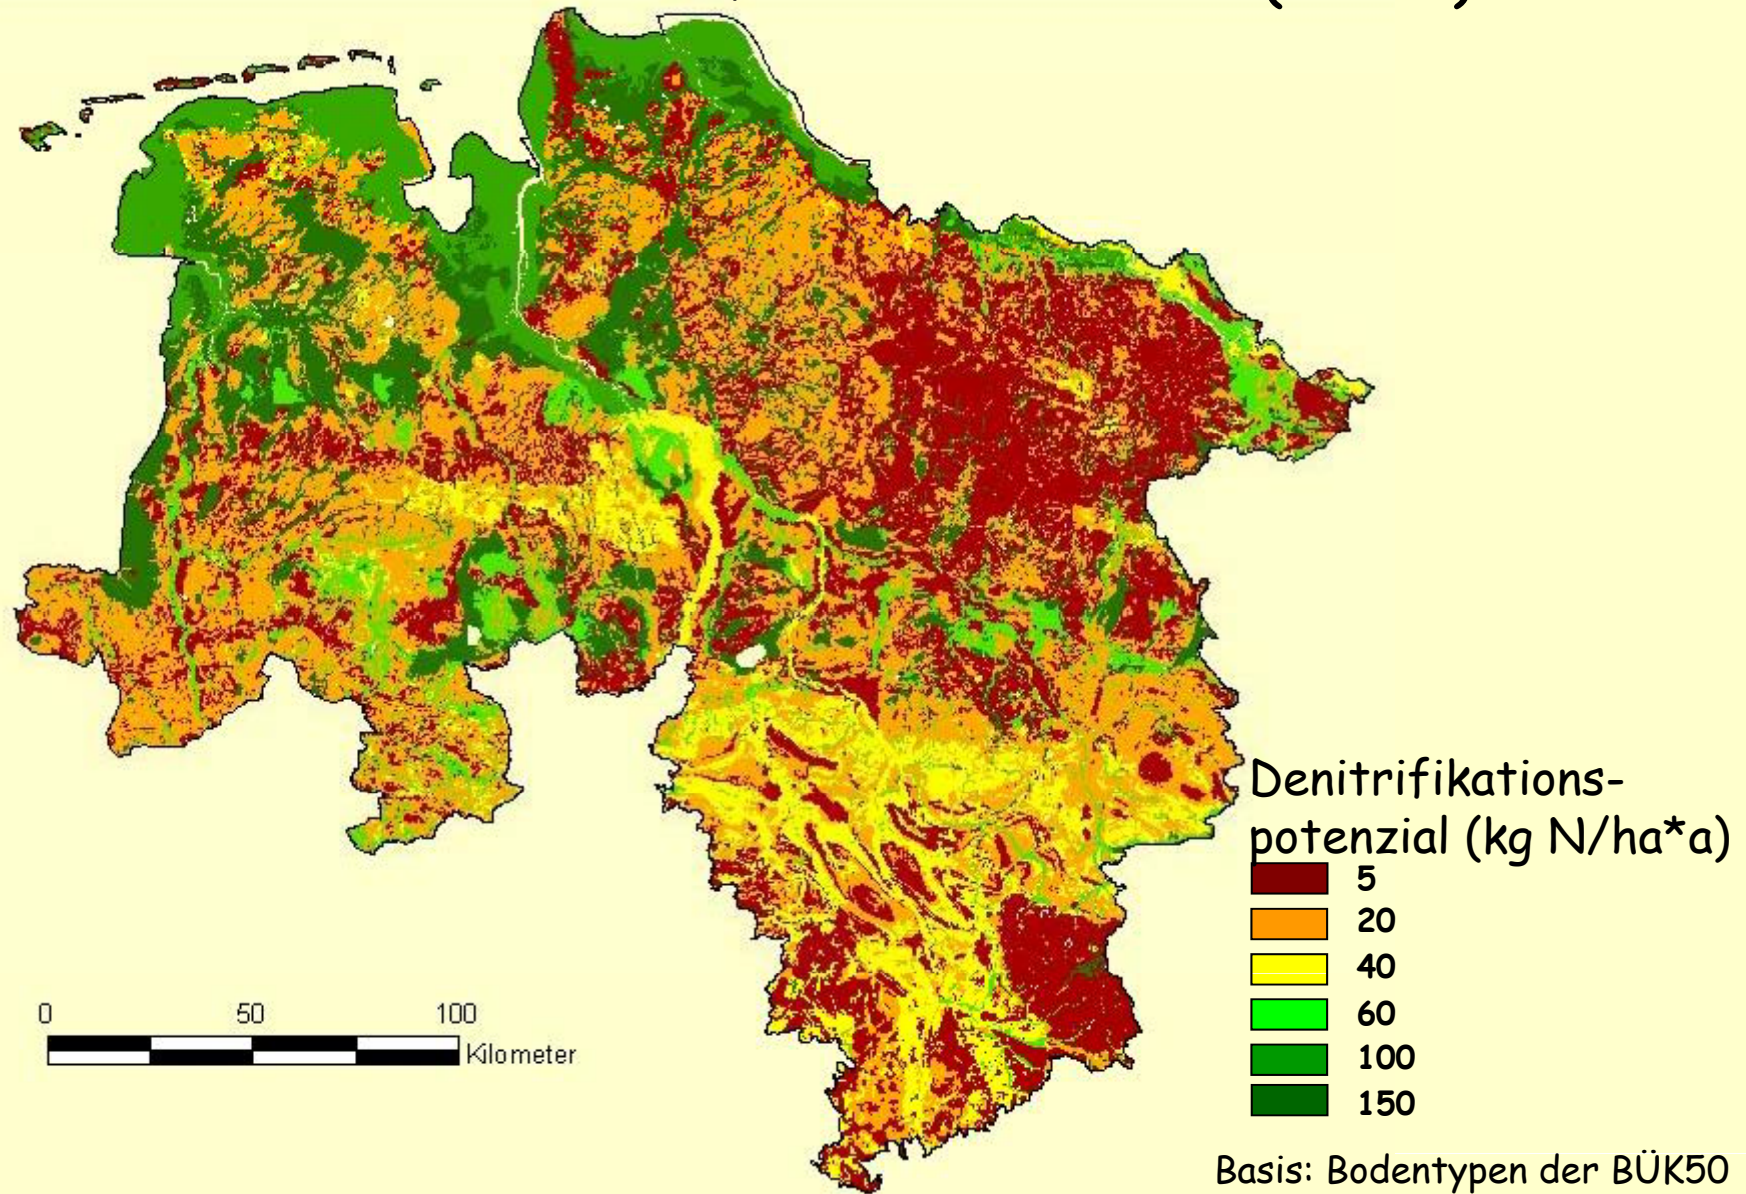 Denitrifikations-
potenzial (kg N/ha*a)
5
20
40
60
100
150
0 50 100
Kilometer
Basis: Bodentypen der BÜK50